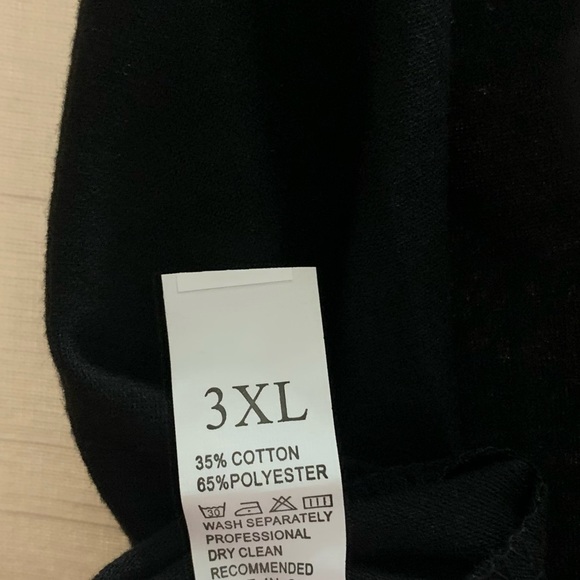 3XL
35% COTTON
65%POLYESTER
30
WASH SEPARATELY
PROFESSIONAL
DRY CLEAN
RECOMMENDED